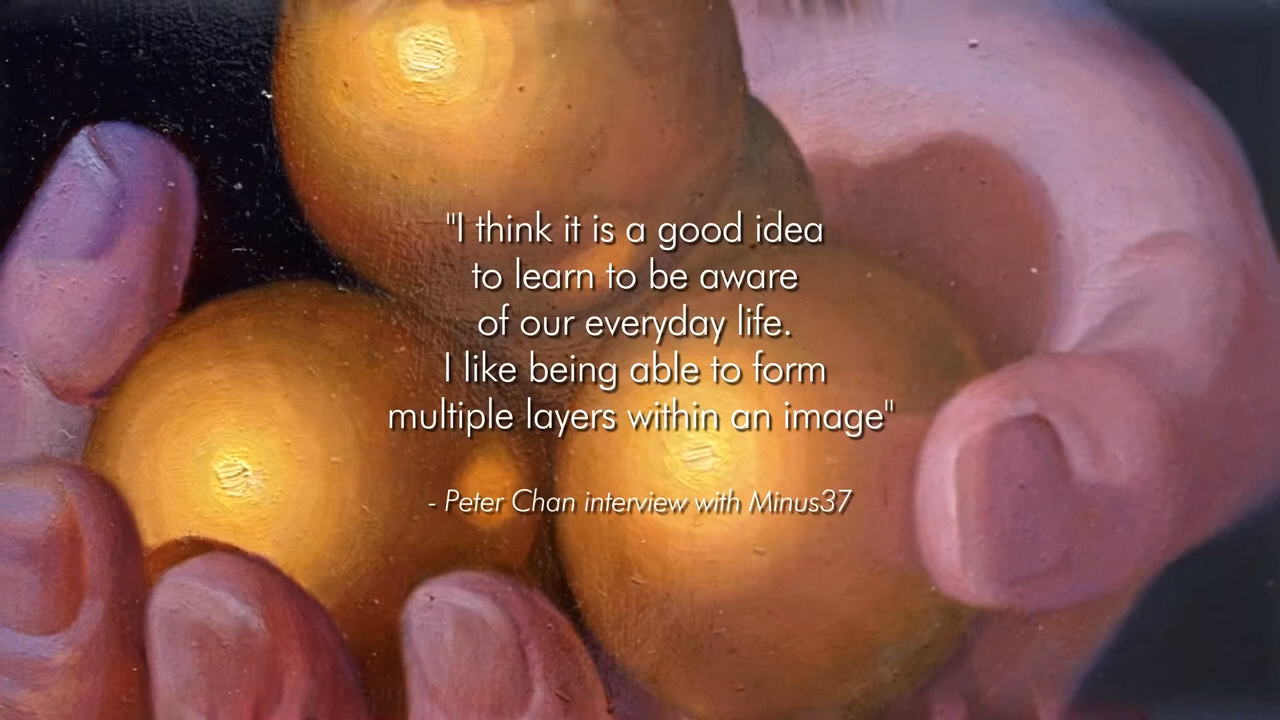 "I think it is a good idea
to learn to be aware
of our everyday life.
I like being able to form
multiple layers within an image"
- Peter Chan interview with Minus37